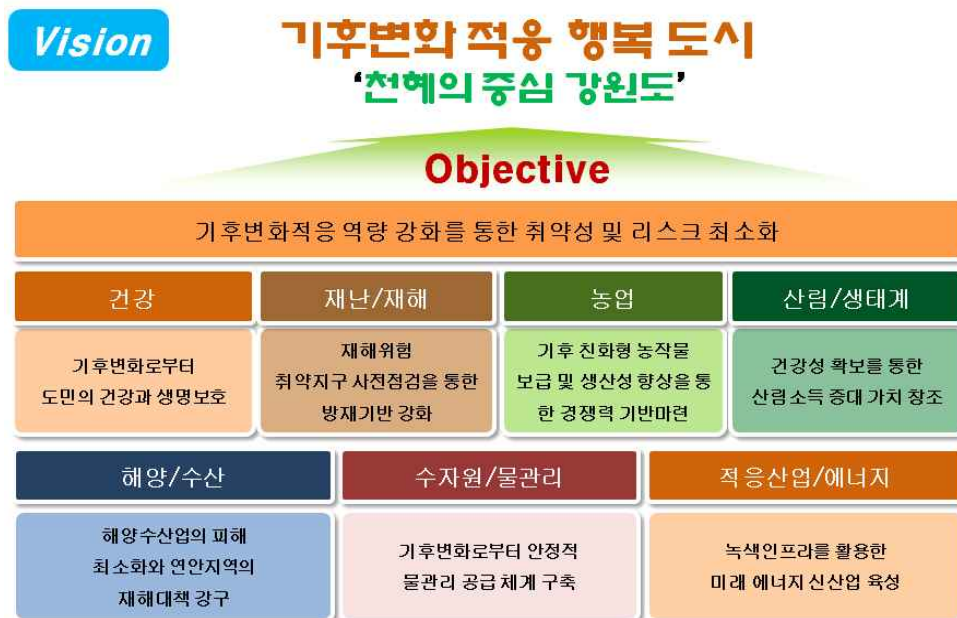 Vision
기후변화 적응 행복 도시
‘천혜의 중심 강원도’
Objective
기후변화적응 역량 강화를 통한 취약성 및 리스크 최소화
건강
기후변화로부터
도민의 건강과 생명보호
재난/재해
재해위험
취약지구 사전점검을 통한
방재기반 강화
농업
기후 친화형 농작물
보급 및 생산성 향상을 통
한 경쟁력 기반마련
산림/생태계
건강성 확보를 통한
산림소득 증대 가치 창조
해양/수산
해양수산업의 피해
최소화와 연안지역의
재해대책 강구
수자원/물관리
기후변화로부터 안정적
물관리 공급 체계 구축
적응산업/에너지
녹색인프라를 활용한
미래 에너지 신산업 육성